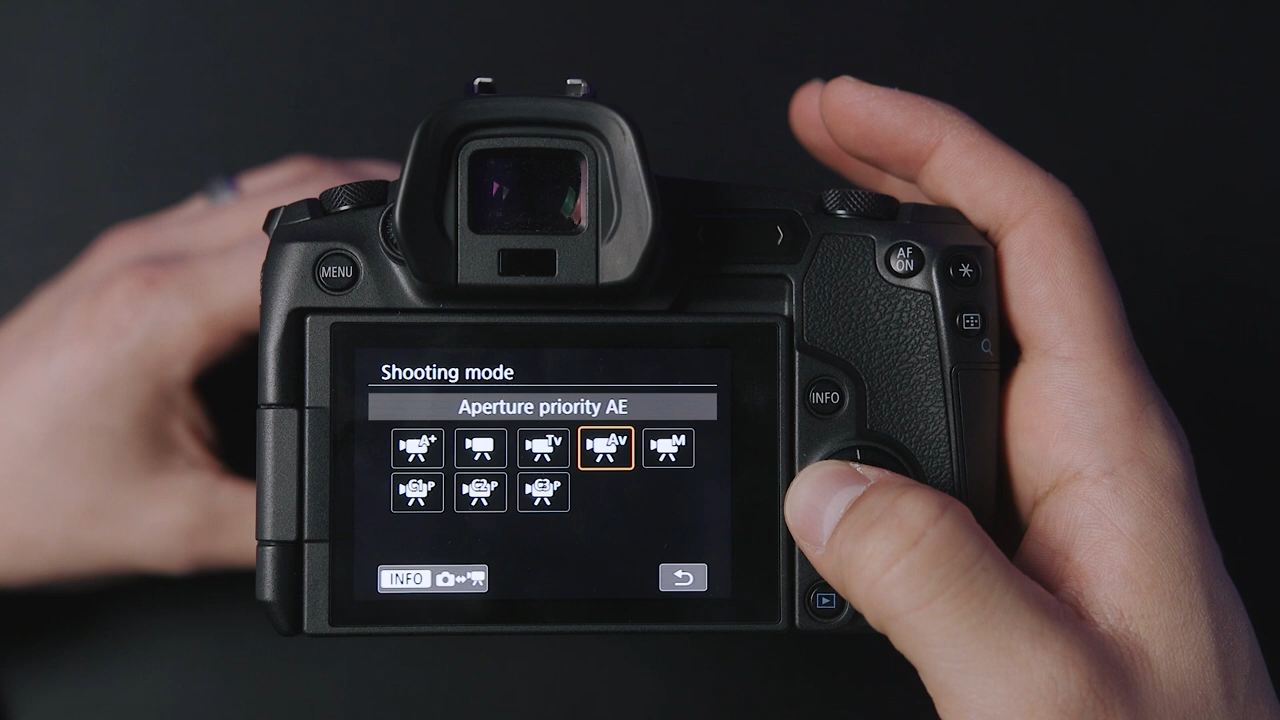 MENU
AF
ON
INFO
Shooting mode
Aperture priority AE
A+ Tv Av M
C1 P C2 P C3 P
INFO